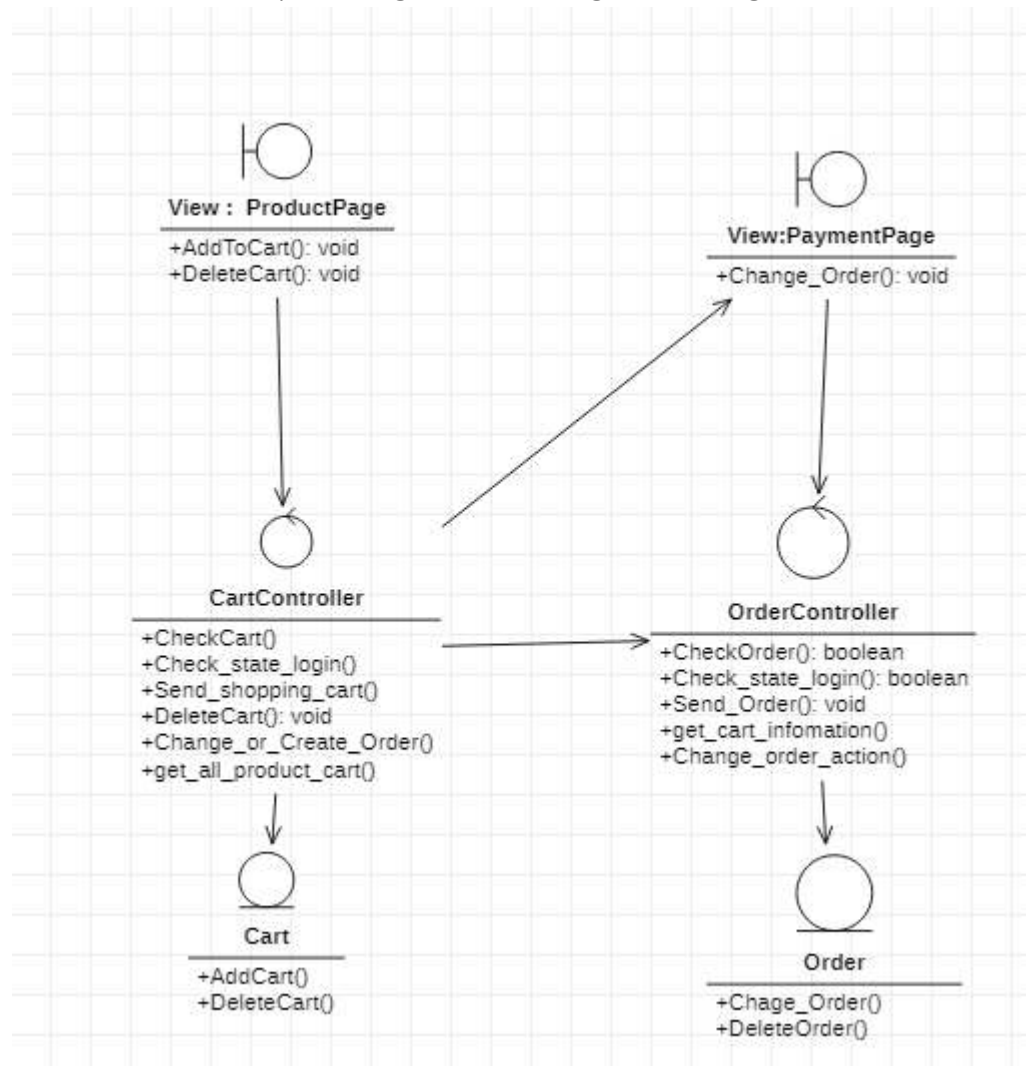 View : ProductPage
+AddToCart(): void
+DeleteCart(): void
View:PaymentPage
+Change_Order(): void
CartController
+CheckCart()
+Check_state_login()
+Send_shopping_cart()
+DeleteCart(): void
+Change_or_Create_Order()
+get_all_product_cart()
OrderController
+CheckOrder(): boolean
+Check_state_login(): boolean
+Send_Order(): void
+get_cart_infomation()
+Change_order_action()
Cart
+AddCart()
+DeleteCart()
Order
+Chage_Order()
+DeleteOrder()